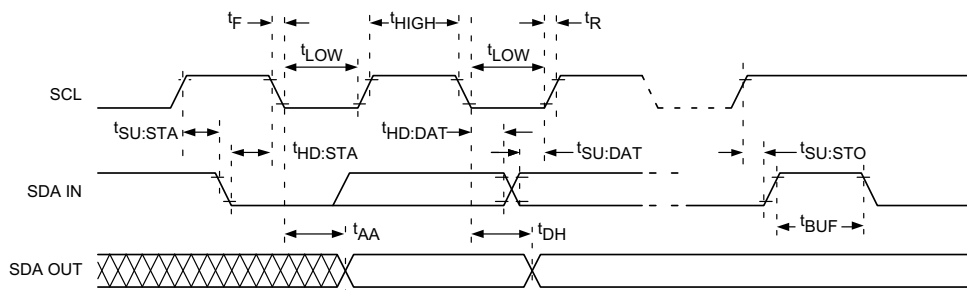 tF
tHIGH
tR
tLOW
tLOW
SCL
tSU:STA
tHD:STA
tHD:DAT
tSU:DAT
tSU:STO
SDA IN
tBUF
tAA
tDH
SDA OUT